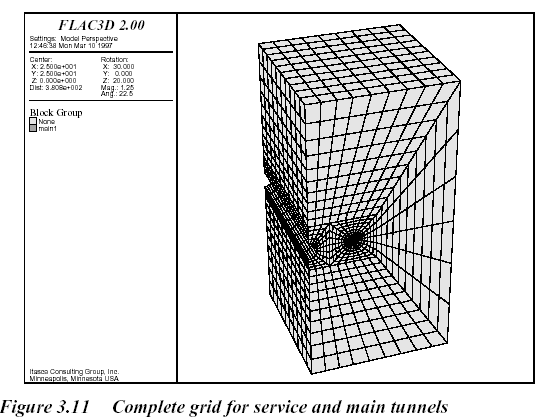 FLAC3D 2.00
Settings: Model Perspective
12:46:38 Mon Mar 10 1997
Center:
X: 2.500e+001
Y: 2.500e+001
Z: 0.000e+000
Dist: 3.808e+002
Rotation:
X: 30.000
Y: 0.000
Z: 20.000
Mag.: 1.25
Ang.: 22.5
Block Group
None
main1
Itasca Consulting Group, Inc.
Minneapolis, Minnesota USA
Figure 3.11 Complete grid for service and main tunnels